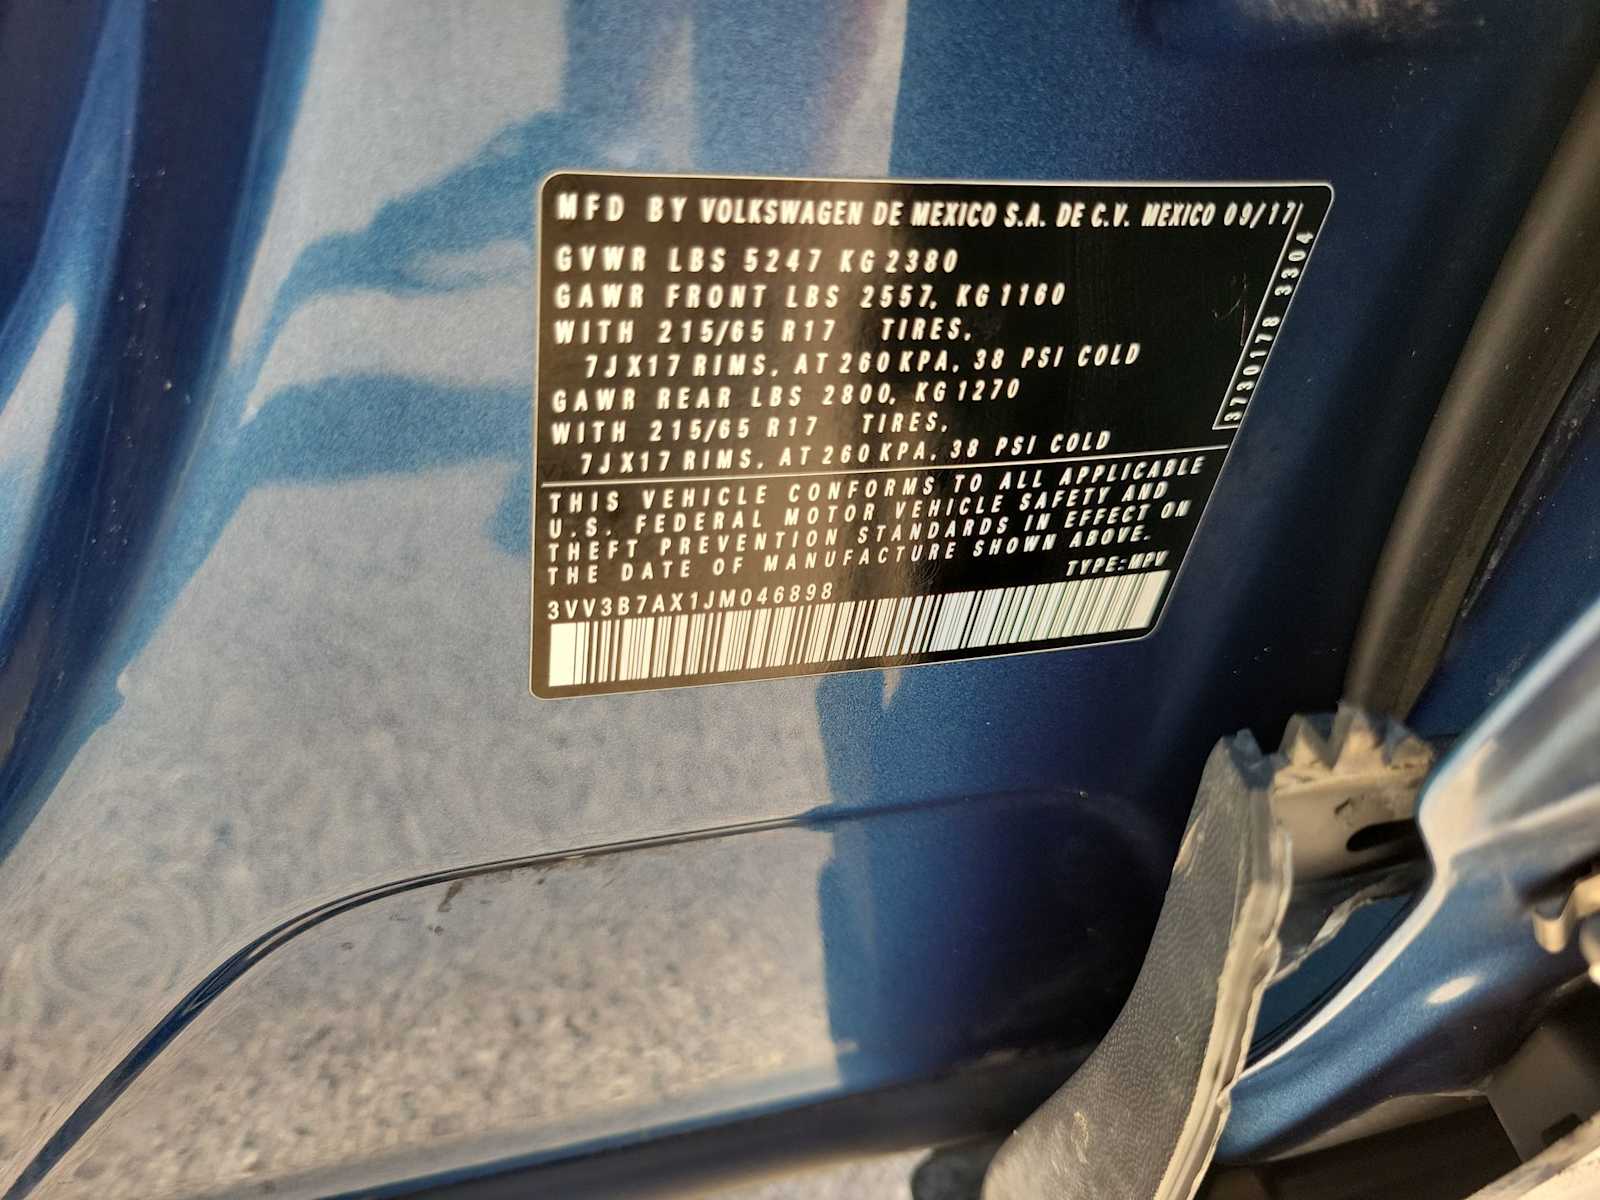 MFD BY VOLKSWAGEN DE MEXICO S.A. DE C.V. MEXICO 09/17
GVWR LBS 5247 KG 2380
GAWR FRONT LBS 2557, KG 1160
WITH 215/65 R17 TIRES,
7JX17 RIMS, AT 260 KPA, 38 PSI COLD
GAWR REAR LBS 2800, KG 1270
WITH 215/65 R17 TIRES,
7JX17 RIMS, AT 260 KPA, 38 PSI COLD
3730178 3304
THIS VEHICLE CONFORMS TO ALL APPLICABLE
U.S. FEDERAL MOTOR VEHICLE SAFETY AND
THEFT PREVENTION STANDARDS IN EFFECT ON
THE DATE OF MANUFACTURE SHOWN ABOVE.
TYPE: MPV
3VV3B7AX1JM046898